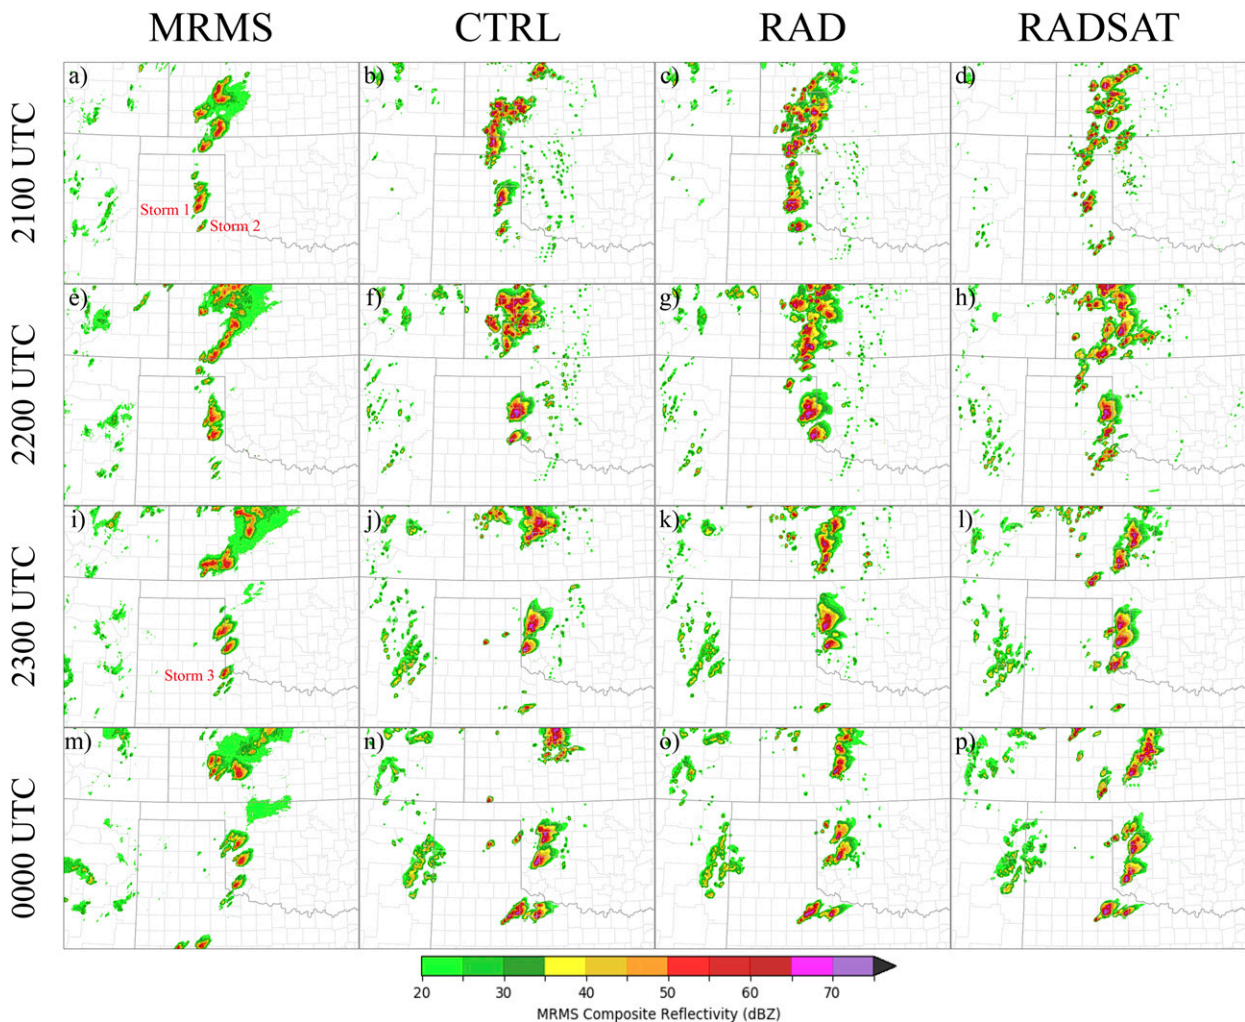 MRMS CTRL RAD RADSAT
2100 UTC
a) b) c) d)
Storm 1
Storm 2
2200 UTC
e) f) g) h)
2300 UTC
i) j) k) l)
Storm 3
0000 UTC
m) n) o) p)
20 30 40 50 60 70
MRMS Composite Reflectivity (dBZ)